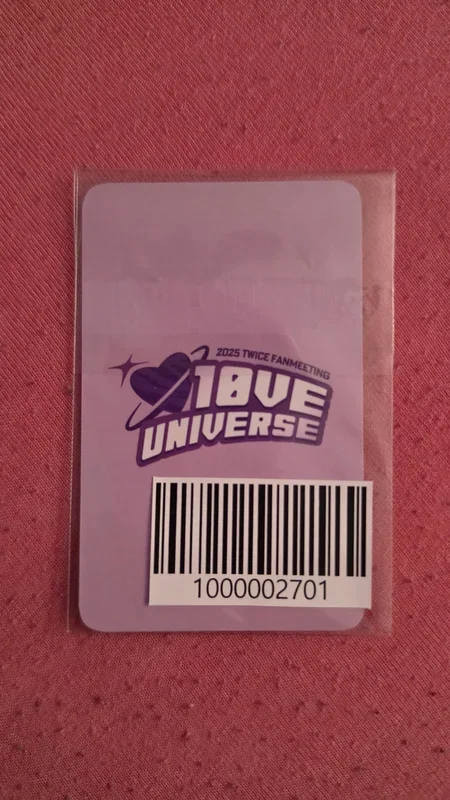 2025 TWICE FANMEETING
10VE
UNIVERSE
1000002701